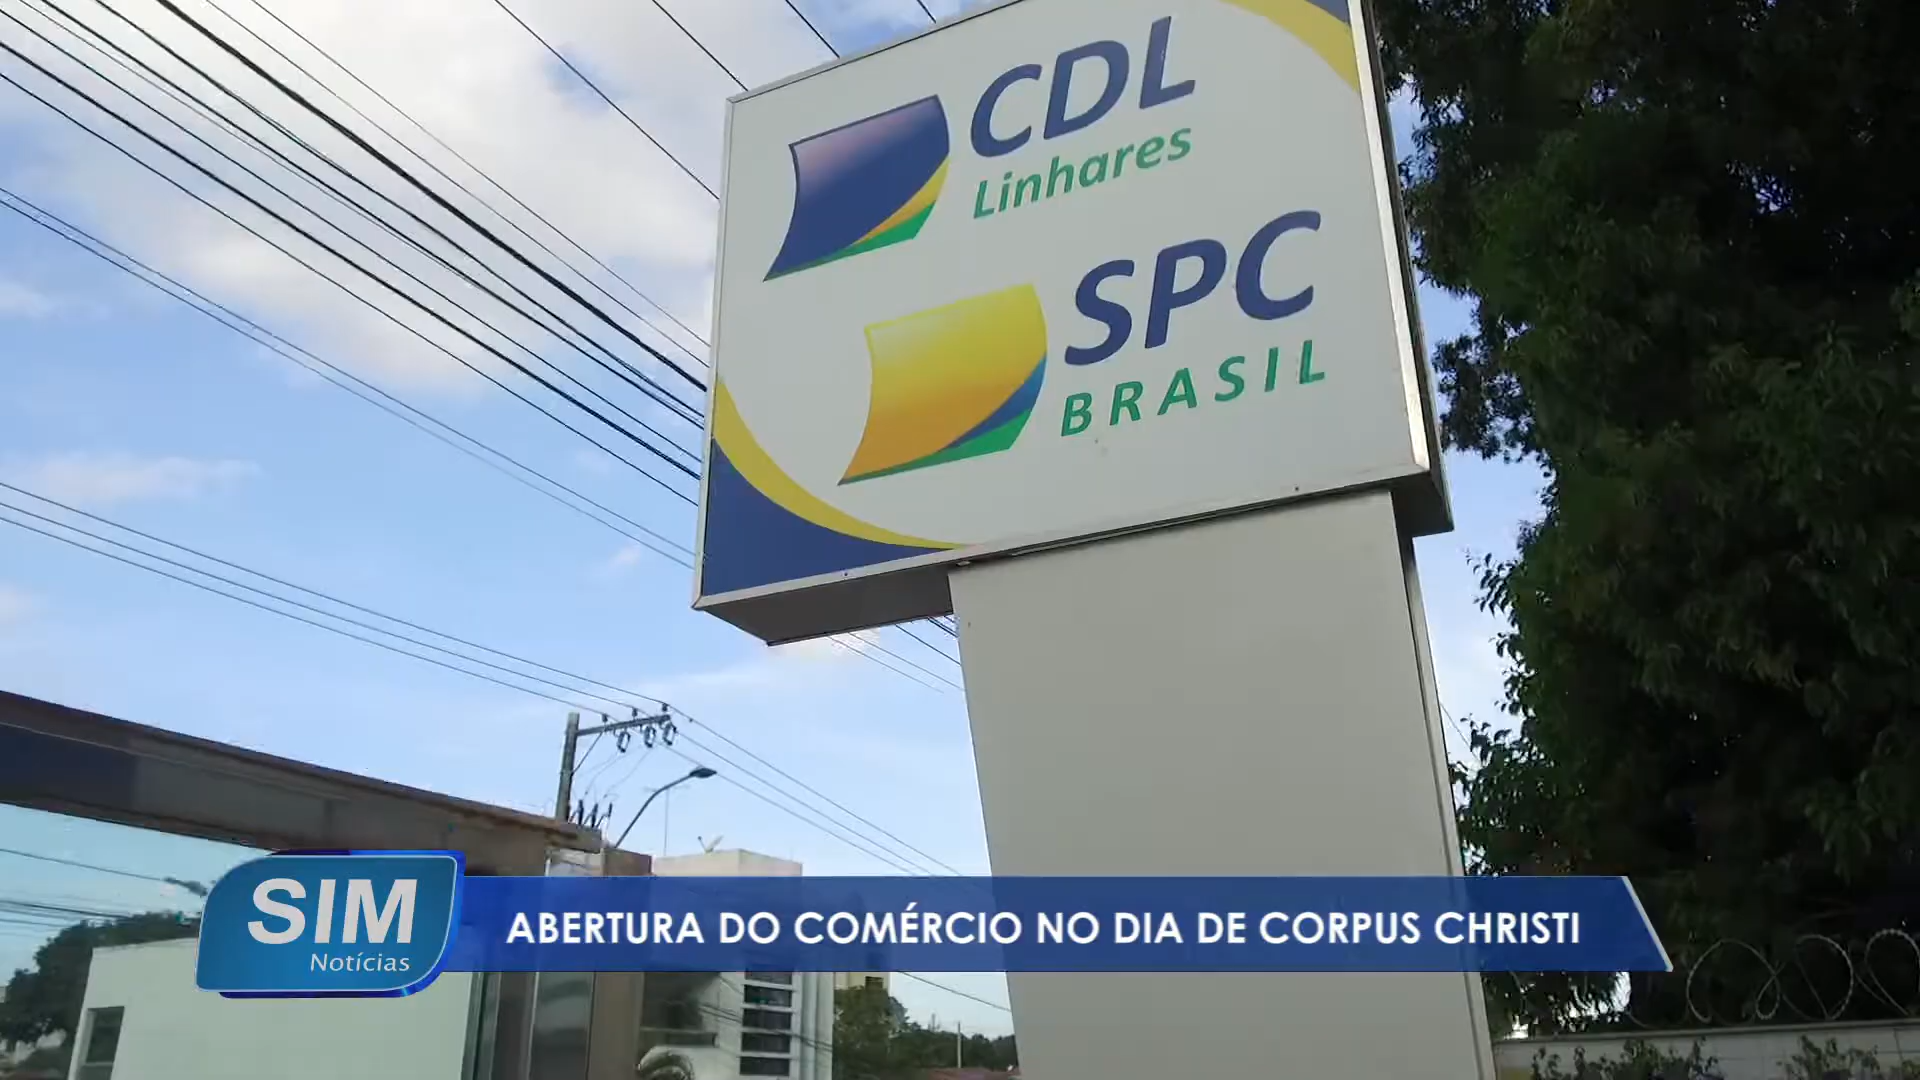 CDL
Linhares
SPC
BRASIL
SIM
Notícias
ABERTURA DO COMÉRCIO NO DIA DE CORPUS CHRISTI